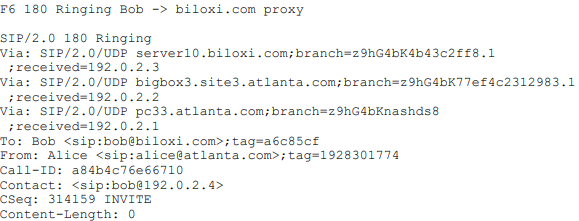 F6 180 Ringing Bob -> biloxi.com proxy

SIP/2.0 180 Ringing
Via: SIP/2.0/UDP server10.biloxi.com;branch=z9hG4bK4b43c2ff8.1
 ;received=192.0.2.3
Via: SIP/2.0/UDP bigbox3.site3.atlanta.com;branch=z9hG4bK77ef4c2312983.1
 ;received=192.0.2.2
Via: SIP/2.0/UDP pc33.atlanta.com;branch=z9hG4bKnashds8
 ;received=192.0.2.1
To: Bob <sip:bob@biloxi.com>;tag=a6c85cf
From: Alice <sip:alice@atlanta.com>;tag=1928301774
Call-ID: a84b4c76e66710
Contact: <sip:bob@192.0.2.4>
CSeq: 314159 INVITE
Content-Length: 0